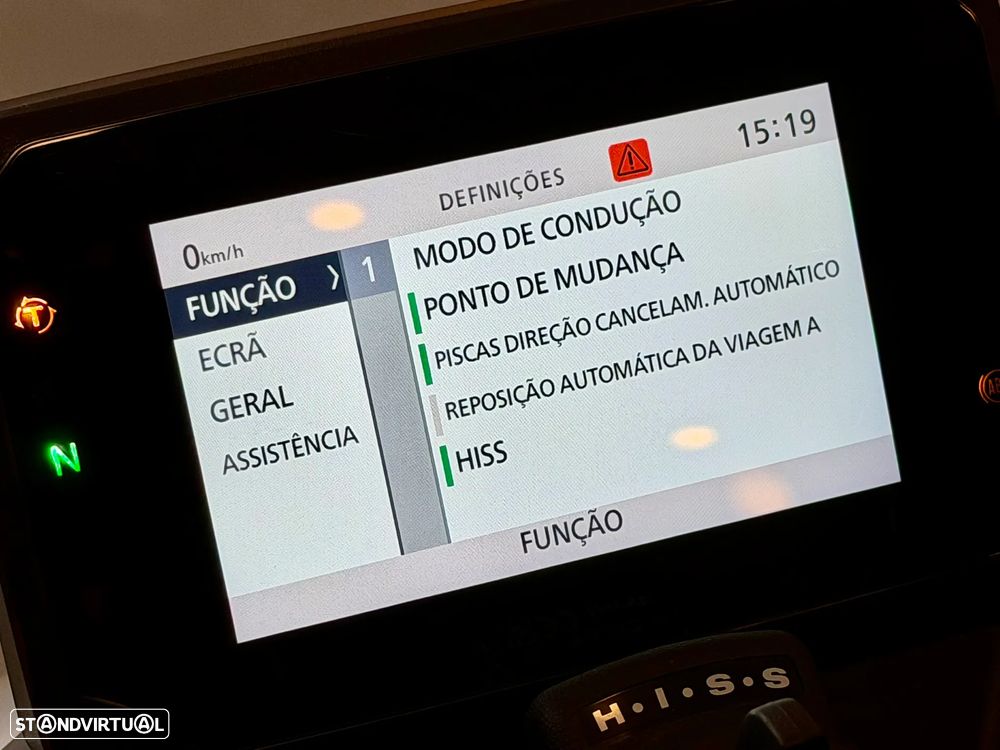 15:19
DEFINIÇÕES
0km/h
FUNÇÃO
1
MODO DE CONDUÇÃO
PONTO DE MUDANÇA
PISCAS DIREÇÃO CANCELAM. AUTOMÁTICO
REPOSIÇÃO AUTOMÁTICA DA VIAGEM A
HISS
ECRÃ
GERAL
ASSISTÊNCIA
FUNÇÃO
T
N
H·I·S·S
STANDVIRTUAL